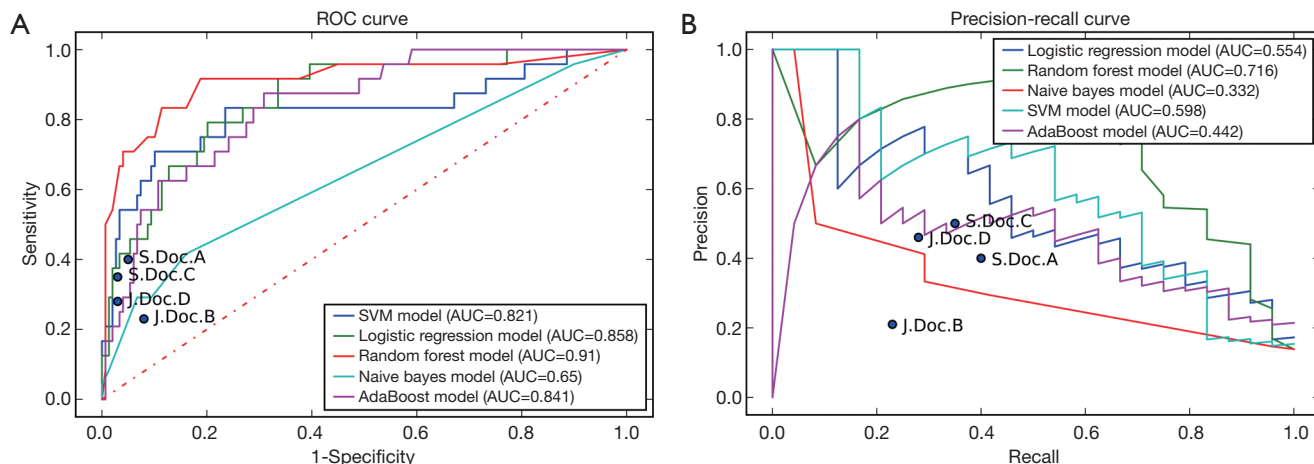 A
ROC curve
1.0
0.8
0.6
0.4
0.2
0.0
Sensitivity
S.Doc.A
S.Doc.C
J.Doc.D
J.Doc.B
SVM model (AUC=0.821)
Logistic regression model (AUC=0.858)
Random forest model (AUC=0.91)
Naive bayes model (AUC=0.65)
AdaBoost model (AUC=0.841)
0.0 0.2 0.4 0.6 0.8 1.0
1-Specificity
B
Precision-recall curve
1.0
0.8
0.6
0.4
0.2
0.0
Precision
Logistic regression model (AUC=0.554)
Random forest model (AUC=0.716)
Naive bayes model (AUC=0.332)
SVM model (AUC=0.598)
AdaBoost model (AUC=0.442)
S.Doc.C
J.Doc.D
S.Doc.A
J.Doc.B
0.0 0.2 0.4 0.6 0.8 1.0
Recall